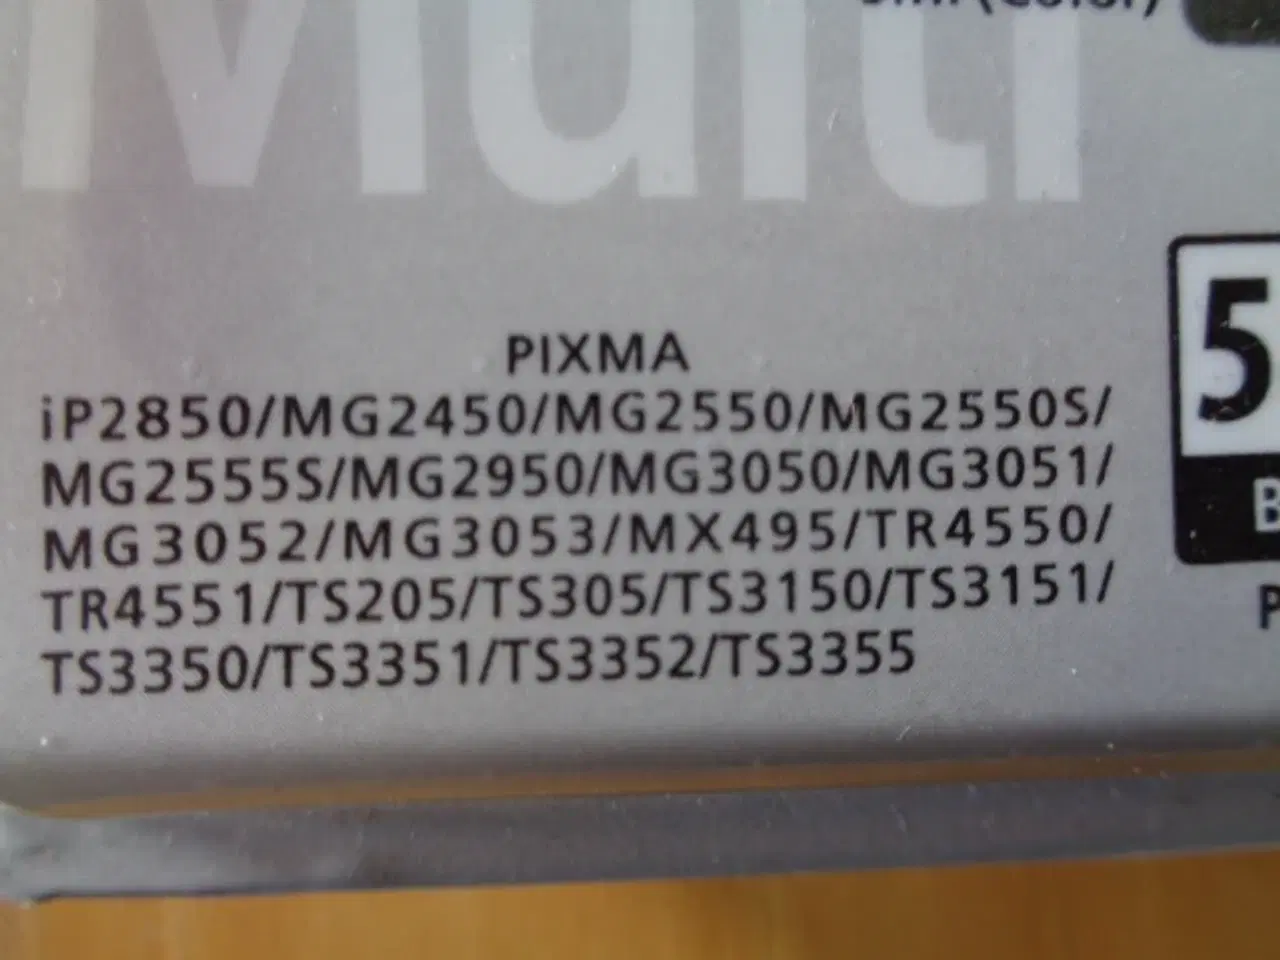 Multi
PIXMA
iP2850/MG2450/MG2550/MG2550S/
MG2555S/MG2950/MG3050/MG3051/
MG3052/MG3053/MX495/TR4550/
TR4551/TS205/TS305/TS3150/TS3151/
TS3350/TS3351/TS3352/TS3355
5